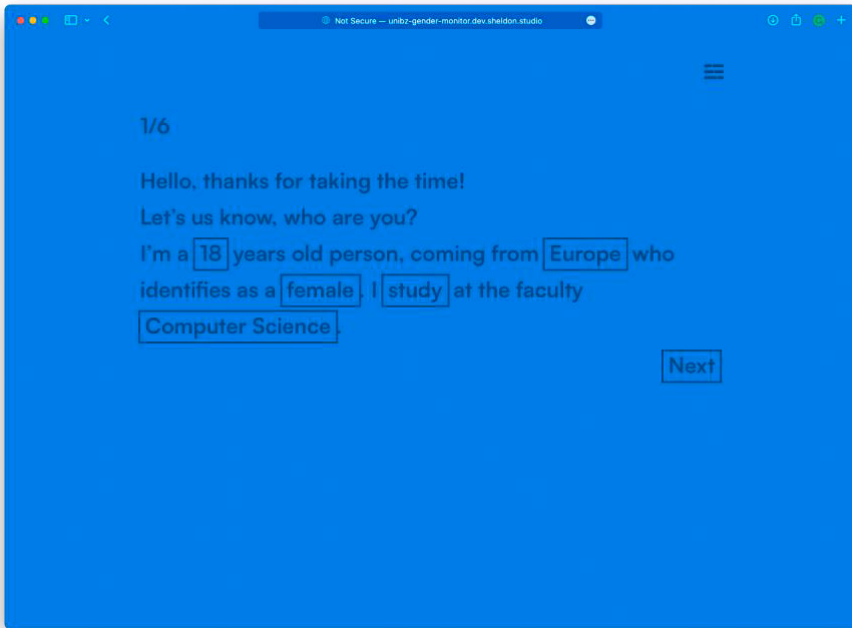 Not Secure — unibz-gender-monitor.dev.sheldon.studio
1/6
Hello, thanks for taking the time!
Let's us know, who are you?
I'm a 18 years old person, coming from Europe who
identifies as a female. I study at the faculty
Computer Science.
Next